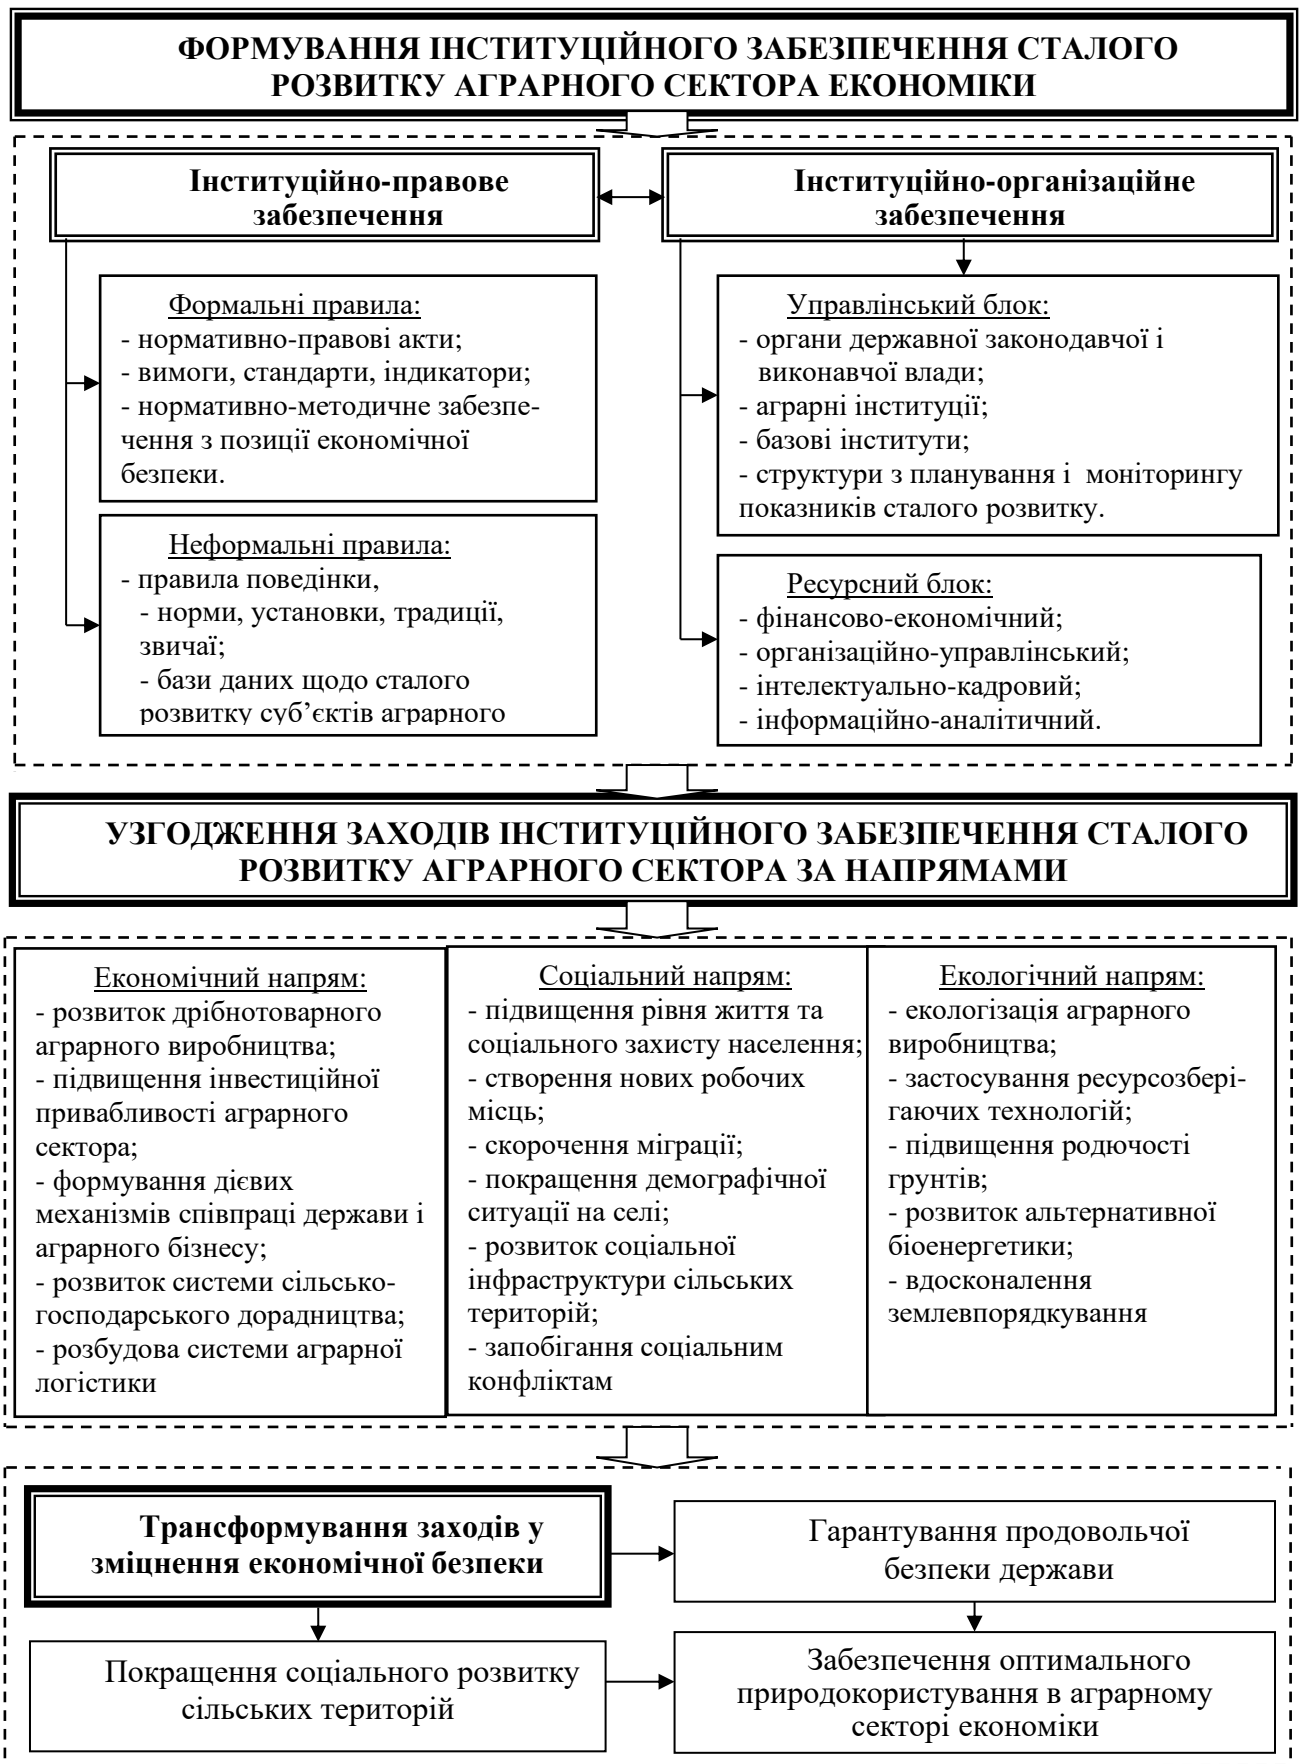 ФОРМУВАННЯ ІНСТИТУЦІЙНОГО ЗАБЕЗПЕЧЕННЯ СТАЛОГО
РОЗВИТКУ АГРАРНОГО СЕКТОРА ЕКОНОМІКИ
Інституційно-правове
забезпечення
Інституційно-організаційне
забезпечення
Формальні правила:
- нормативно-правові акти;
- вимоги, стандарти, індикатори;
- нормативно-методичне забезпе-
чення з позиції економічної
безпеки.
Неформальні правила:
- правила поведінки,
- норми, установки, традиції,
звичаї;
- бази даних щодо сталого
розвитку суб’єктів аграрного
Управлінський блок:
- органи державної законодавчої і
виконавчої влади;
- аграрні інституції;
- базові інститути;
- структури з планування і моніторингу
показників сталого розвитку.
Ресурсний блок:
- фінансово-економічний;
- організаційно-управлінський;
- інтелектуально-кадровий;
- інформаційно-аналітичний.
УЗГОДЖЕННЯ ЗАХОДІВ ІНСТИТУЦІЙНОГО ЗАБЕЗПЕЧЕННЯ СТАЛОГО
РОЗВИТКУ АГРАРНОГО СЕКТОРА ЗА НАПРЯМАМИ
Економічний напрям:
- розвиток дрібнотоварного
аграрного виробництва;
- підвищення інвестиційної
привабливості аграрного
сектора;
- формування дієвих
механізмів співпраці держави і
аграрного бізнесу;
- розвиток системи сільсько-
господарського дорадництва;
- розбудова системи аграрної
логістики
Соціальний напрям:
- підвищення рівня життя та
соціального захисту населення;
- створення нових робочих
місць;
- скорочення міграції;
- покращення демографічної
ситуації на селі;
- розвиток соціальної
інфраструктури сільських
територій;
- запобігання соціальним
конфліктам
Екологічний напрям:
- екологізація аграрного
виробництва;
- застосування ресурсозбері-
гаючих технологій;
- підвищення родючості
грунтів;
- розвиток альтернативної
біоенергетики;
- вдосконалення
землевпорядкування
Трансформування заходів у
зміцнення економічної безпеки
Гарантування продовольчої
безпеки держави
Покращення соціального розвитку
сільських територій
Забезпечення оптимального
природокористування в аграрному
секторі економіки